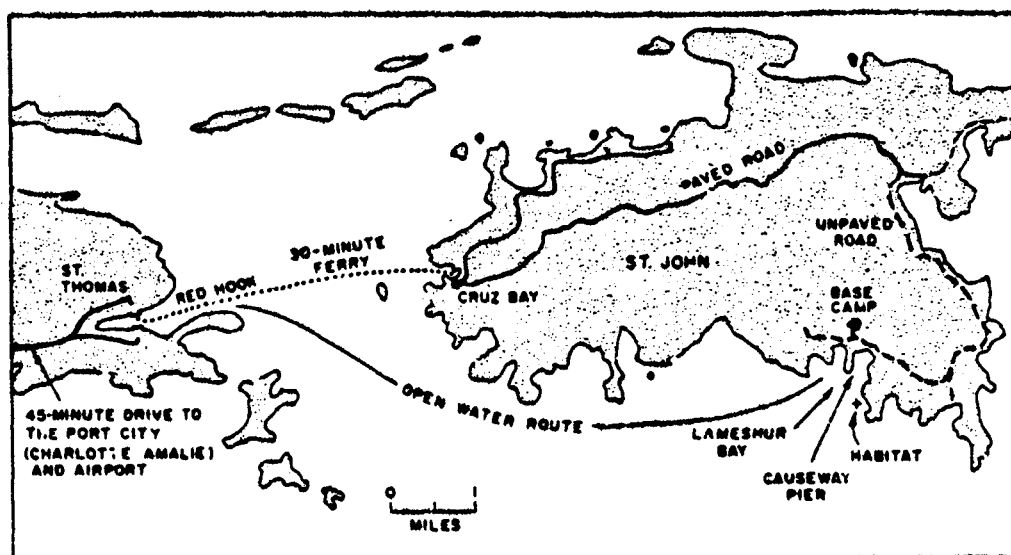 PAVED ROAD
UNPAVED
ROAD
30-MINUTE
FERRY
ST. JOHN
ST.
THOMAS
RED HOOK
CRUZ BAY
BASE
CAMP
OPEN WATER ROUTE
45-MINUTE DRIVE TO
THE PORT CITY
(CHARLOTTE AMALIE)
AND AIRPORT
LAMESHUR
BAY
HABITAT
CAUSEWAY
PIER
0 1
MILES